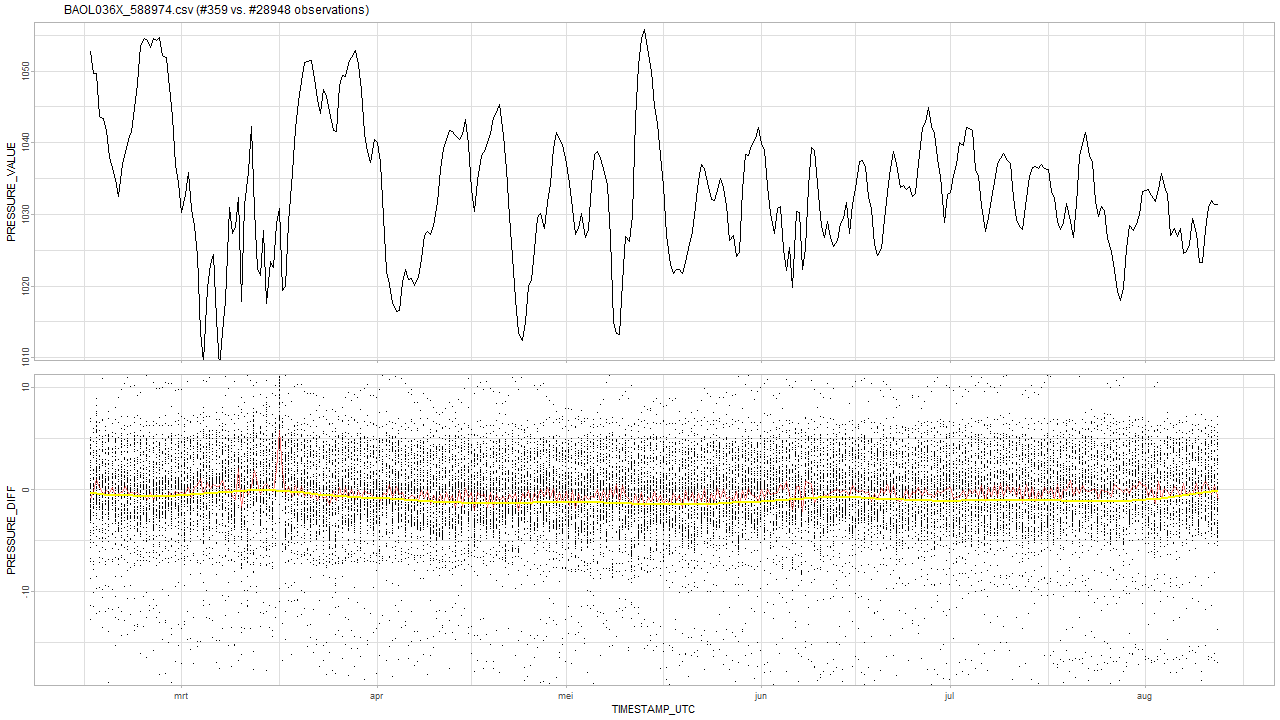 BAOL036X_588974.csv (#359 vs. #28948 observations)
PRESSURE_VALUE
1050
1040
1030
1020
1010
PRESSURE_DIFF
10
0
-10
mrt apr mei jun jul aug
TIMESTAMP_UTC